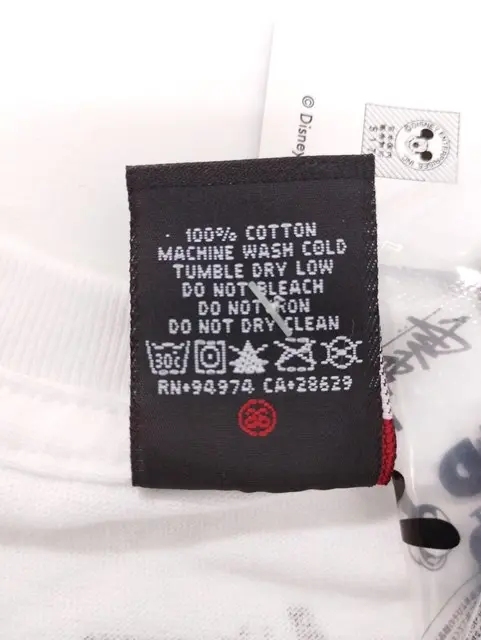 © Disney
100% COTTON
MACHINE WASH COLD
TUMBLE DRY LOW
DO NOT BLEACH
DO NOT IRON
DO NOT DRY CLEAN
30c
RN•94974 CA•28629